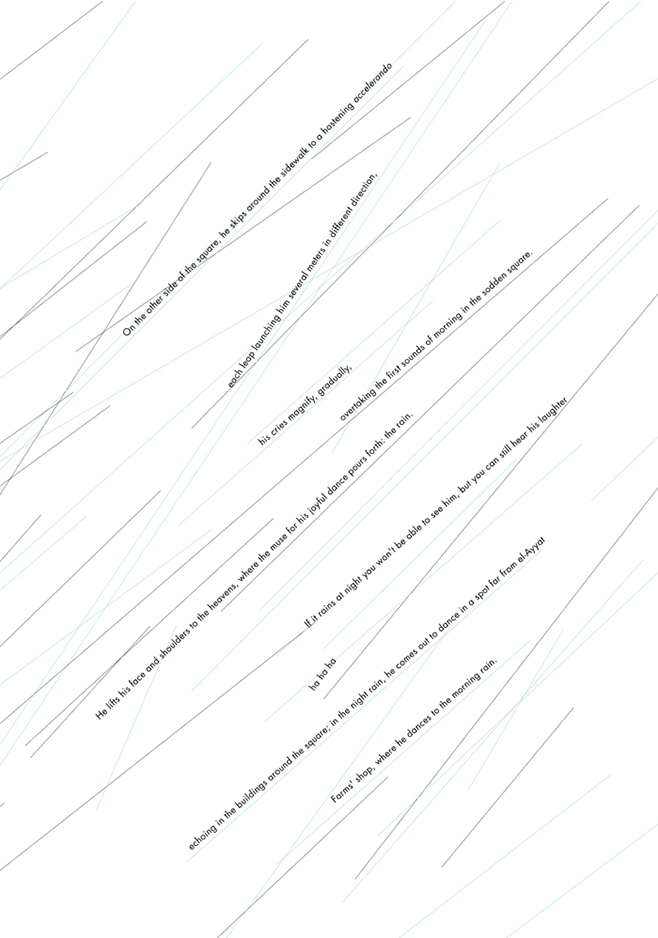 On the other side of the square, he skips around the sidewalk to a hastening accelerando
each leap launching him several meters in different direction,
his cries magnify, gradually,
overtaking the first sounds of morning in the sodden square.
He lifts his face and shoulders to the heavens, where the muse for his joyful dance pours forth: the rain.
If it rains at night you won't be able to see him, but you can still hear his laughter
ha ha ha
echoing in the buildings around the square; in the night rain, he comes out to dance in a spot far from el-Ayyat
Farms' shop, where he dances to the morning rain.